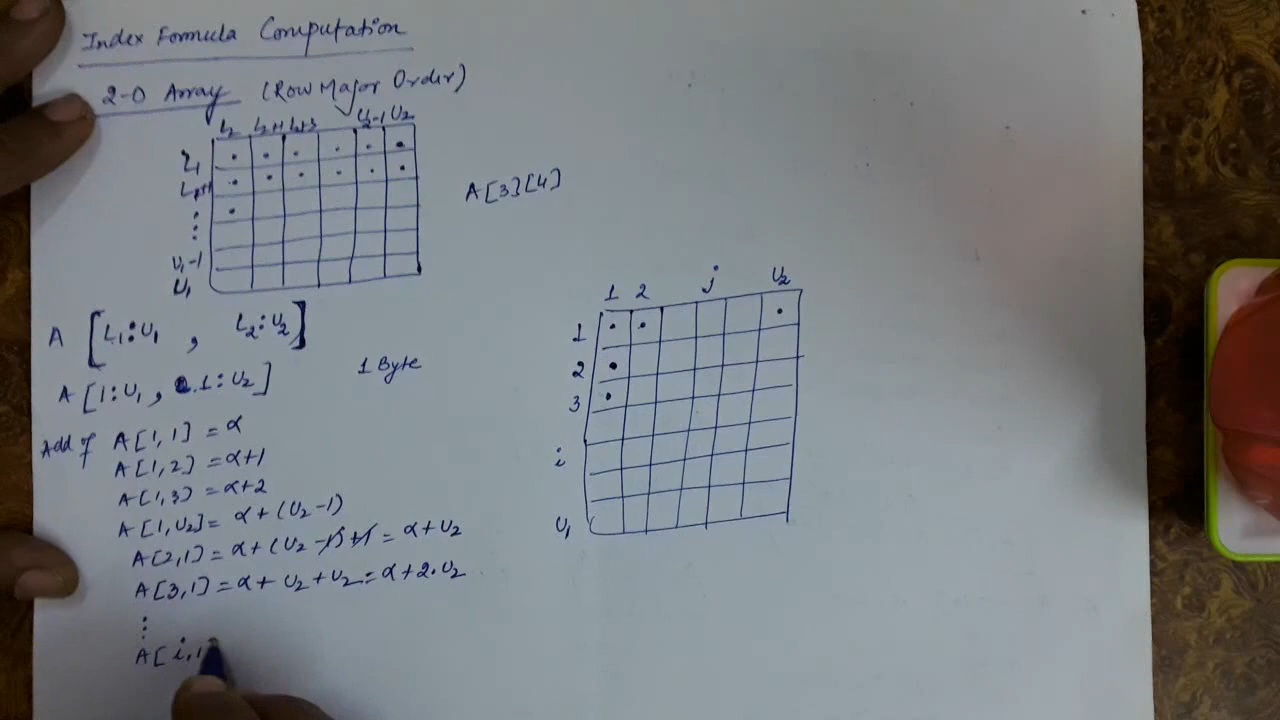 Index Formula Computation
2-D Array (Row Major Order)
L2 L2+1 L2+3 U2-1 U2
L1
L1+1
U1-1
U1
A[3][4]
A [L1:U1 , L2:U2]
A[1:U1, 1:U2]
1 Byte
Add of A[1,1] = α
A[1,2] = α+1
A[1,3] = α+2
A[1,U2] = α+(U2-1)
A[2,1] = α+(U2-1)+1 = α+U2
A[3,1] = α+U2+U2 = α+2.U2
⋮
A[i,1
1 2 j U2
1
2
3
i
U1